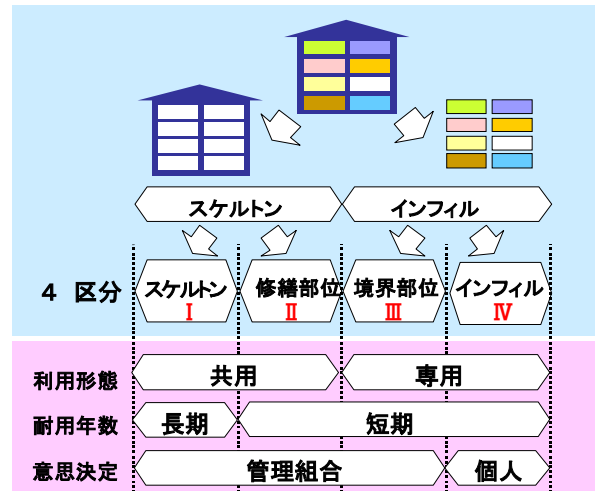 スケルトン インフィル
4 区分 スケルトン 修繕部位 境界部位 インフィル
Ⅰ Ⅱ Ⅲ Ⅳ
利用形態 共用 専用
耐用年数 長期 短期
意思決定 管理組合 個人